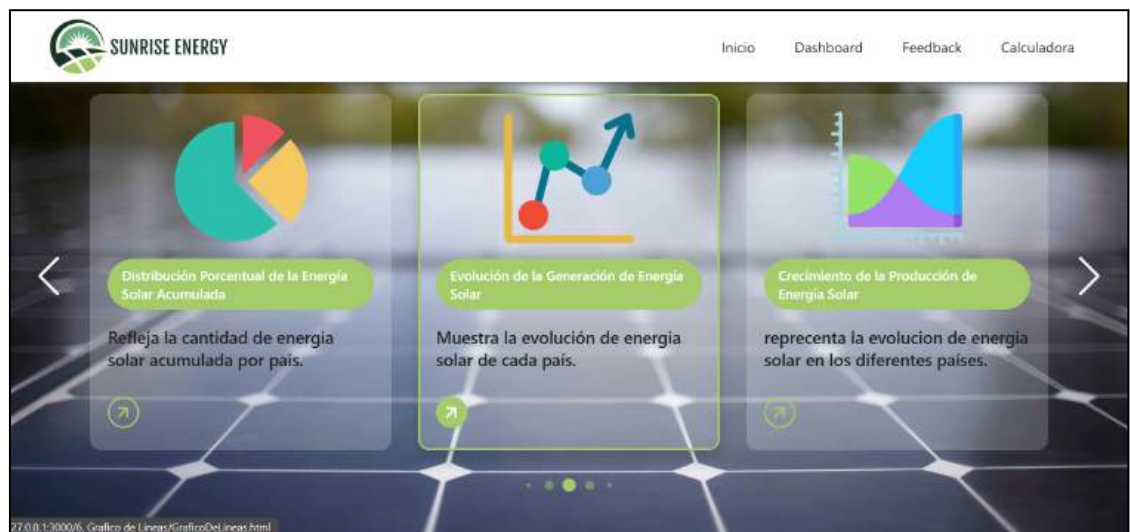 SUNRISE ENERGY
Inicio Dashboard Feedback Calculadora
Distribución Porcentual de la Energía
Solar Acumulada
Refleja la cantidad de energia
solar acumulada por país.
Evolución de la Generación de Energía
Solar
Muestra la evolución de energia
solar de cada país.
Crecimiento de la Producción de
Energía Solar
reprecenta la evolucion de energia
solar en los diferentes países.
27.0.0.1:3000/6. Grafico de Lineas/GraficoDeLineas.html